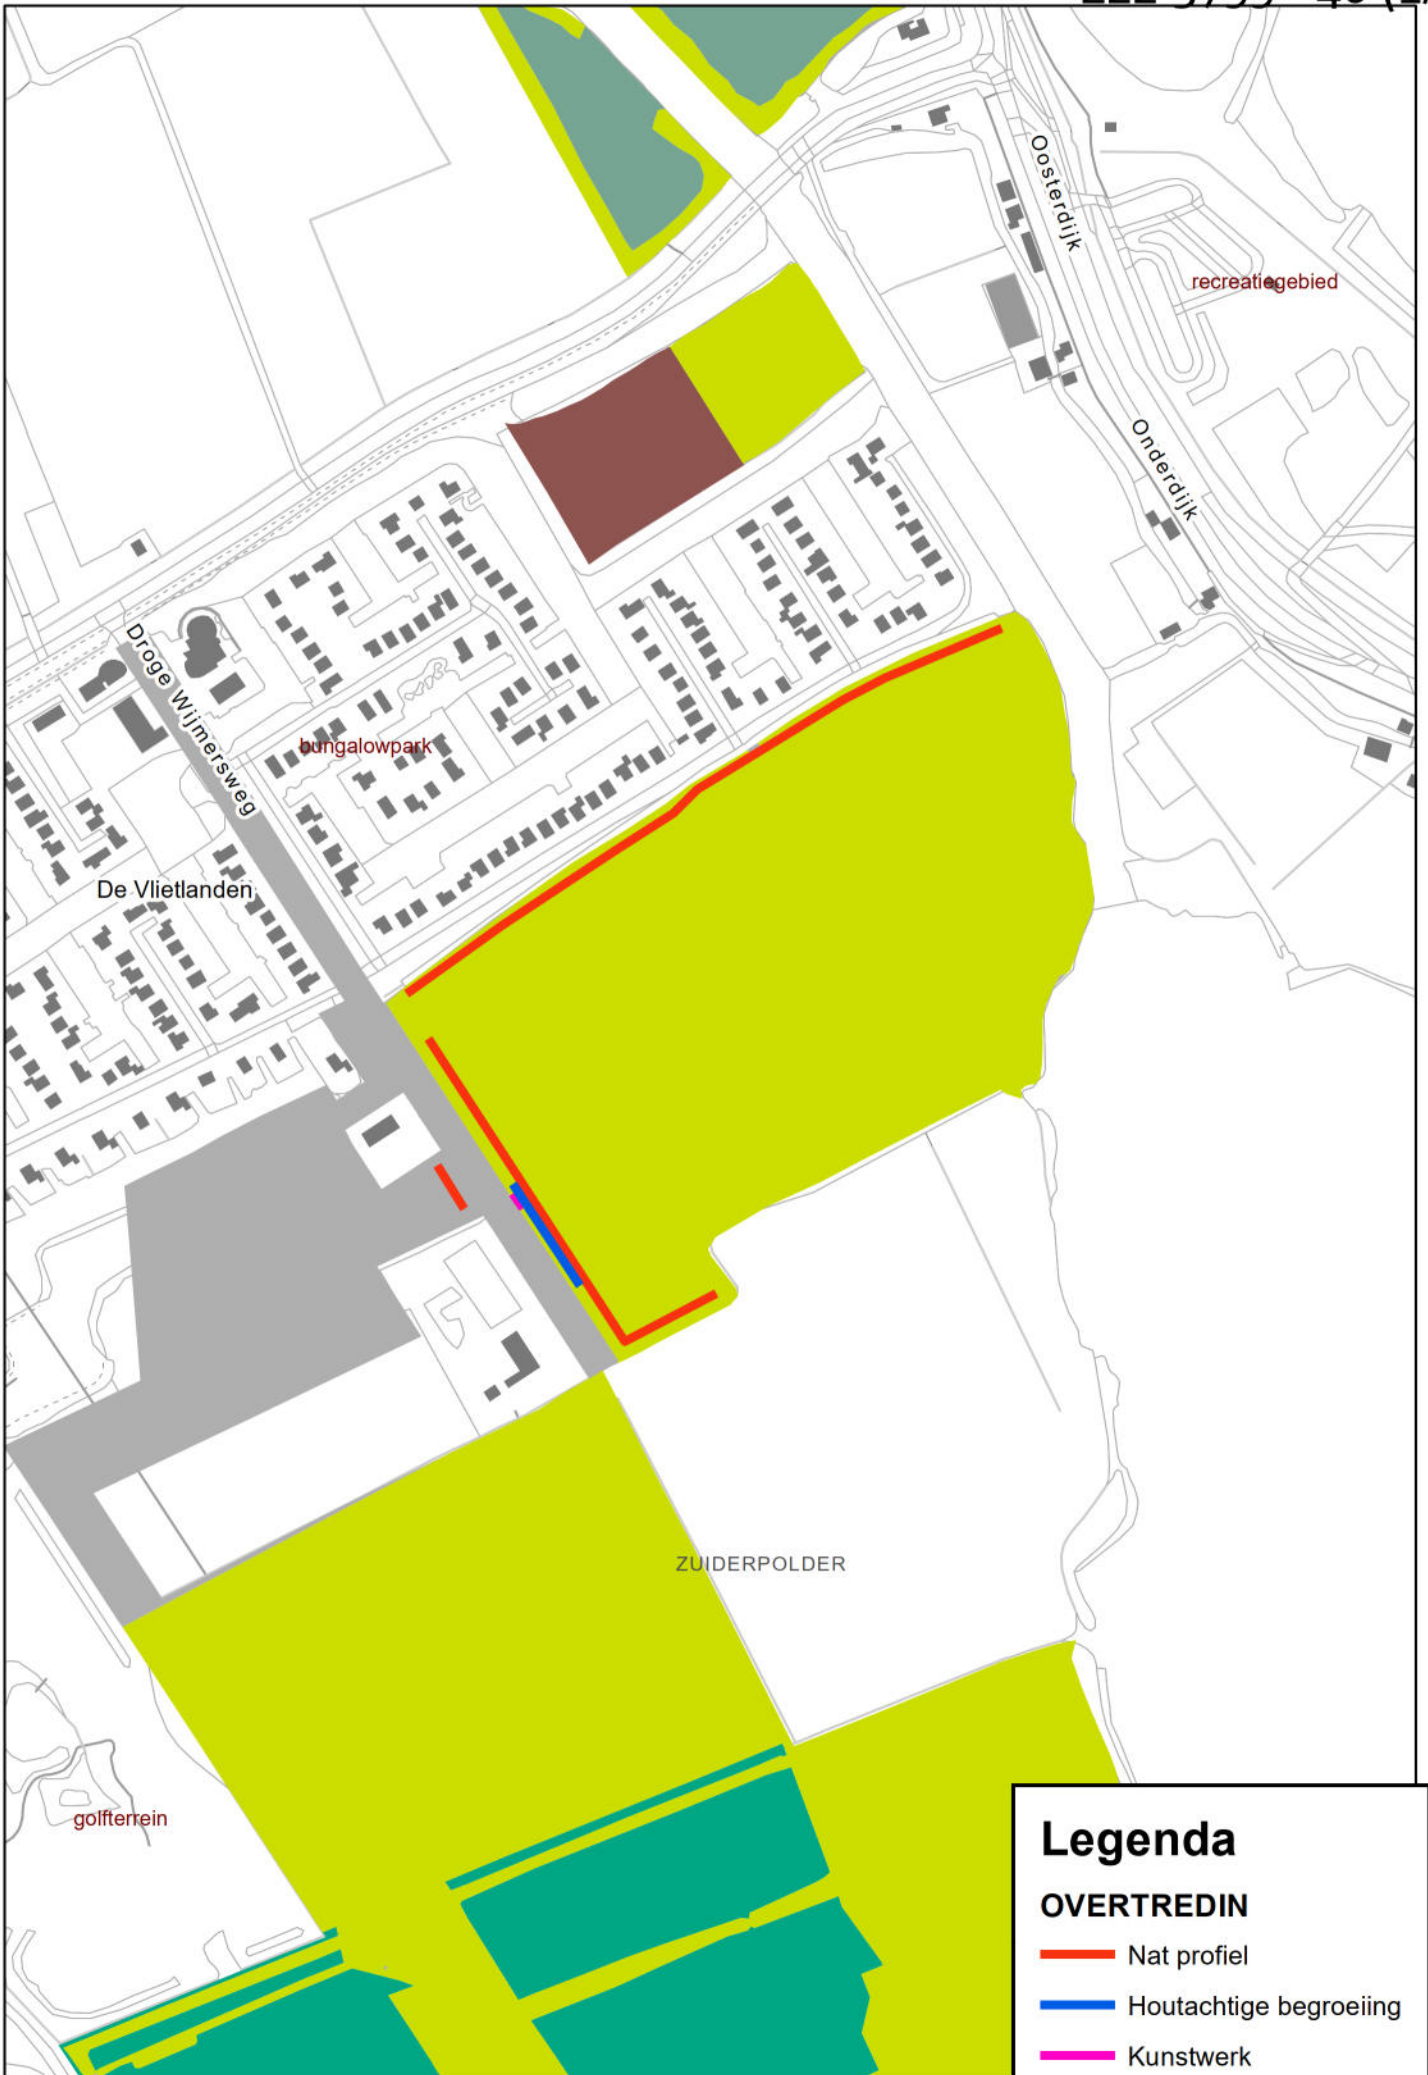 Oosterdijk
recreatiegebied
Onderdijk
Droge Wijmersweg
bungalowpark
De Vlietlanden
ZUIDERPOLDER
golfterrein
Legenda
OVERTREDIN
Nat profiel
Houtachtige begroeiing
Kunstwerk